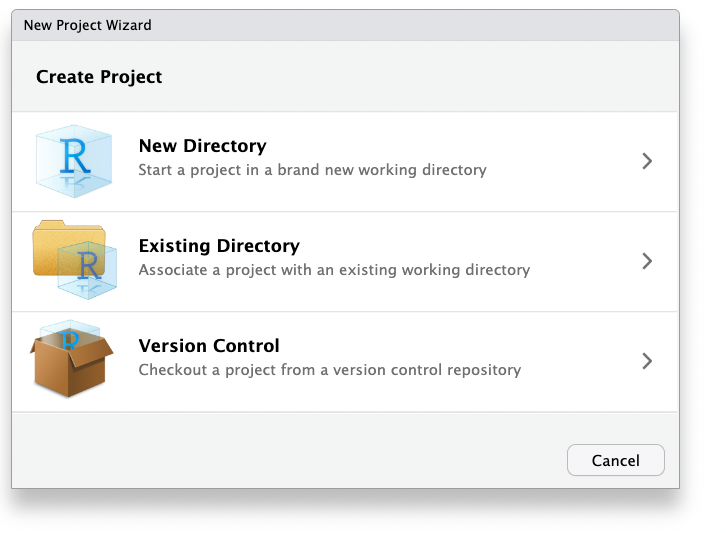 New Project Wizard
Create Project
R
New Directory
Start a project in a brand new working directory
R
Existing Directory
Associate a project with an existing working directory
R
Version Control
Checkout a project from a version control repository
Cancel